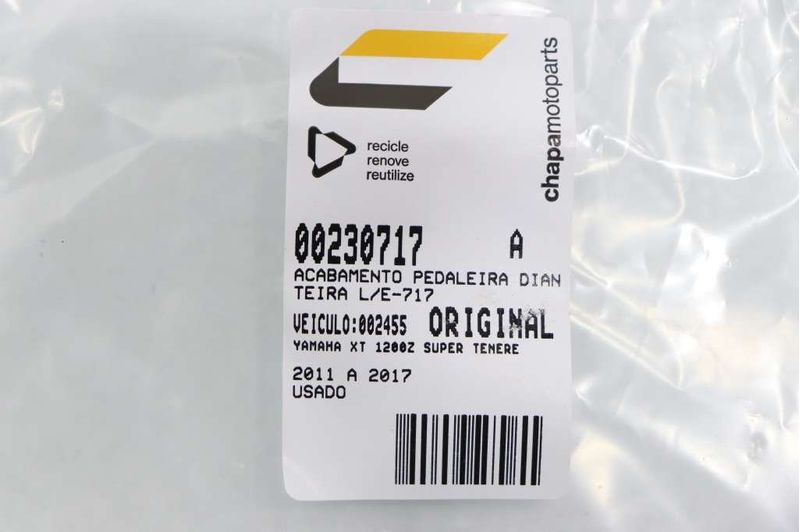 chapamotoparts
recicle
renove
reutilize
00230717 A
ACABAMENTO PEDALEIRA DIAN
TEIRA L/E-717
VEICULO:002455 ORIGINAL
YAMAHA XT 1200Z SUPER TENERE
2011 A 2017
USADO